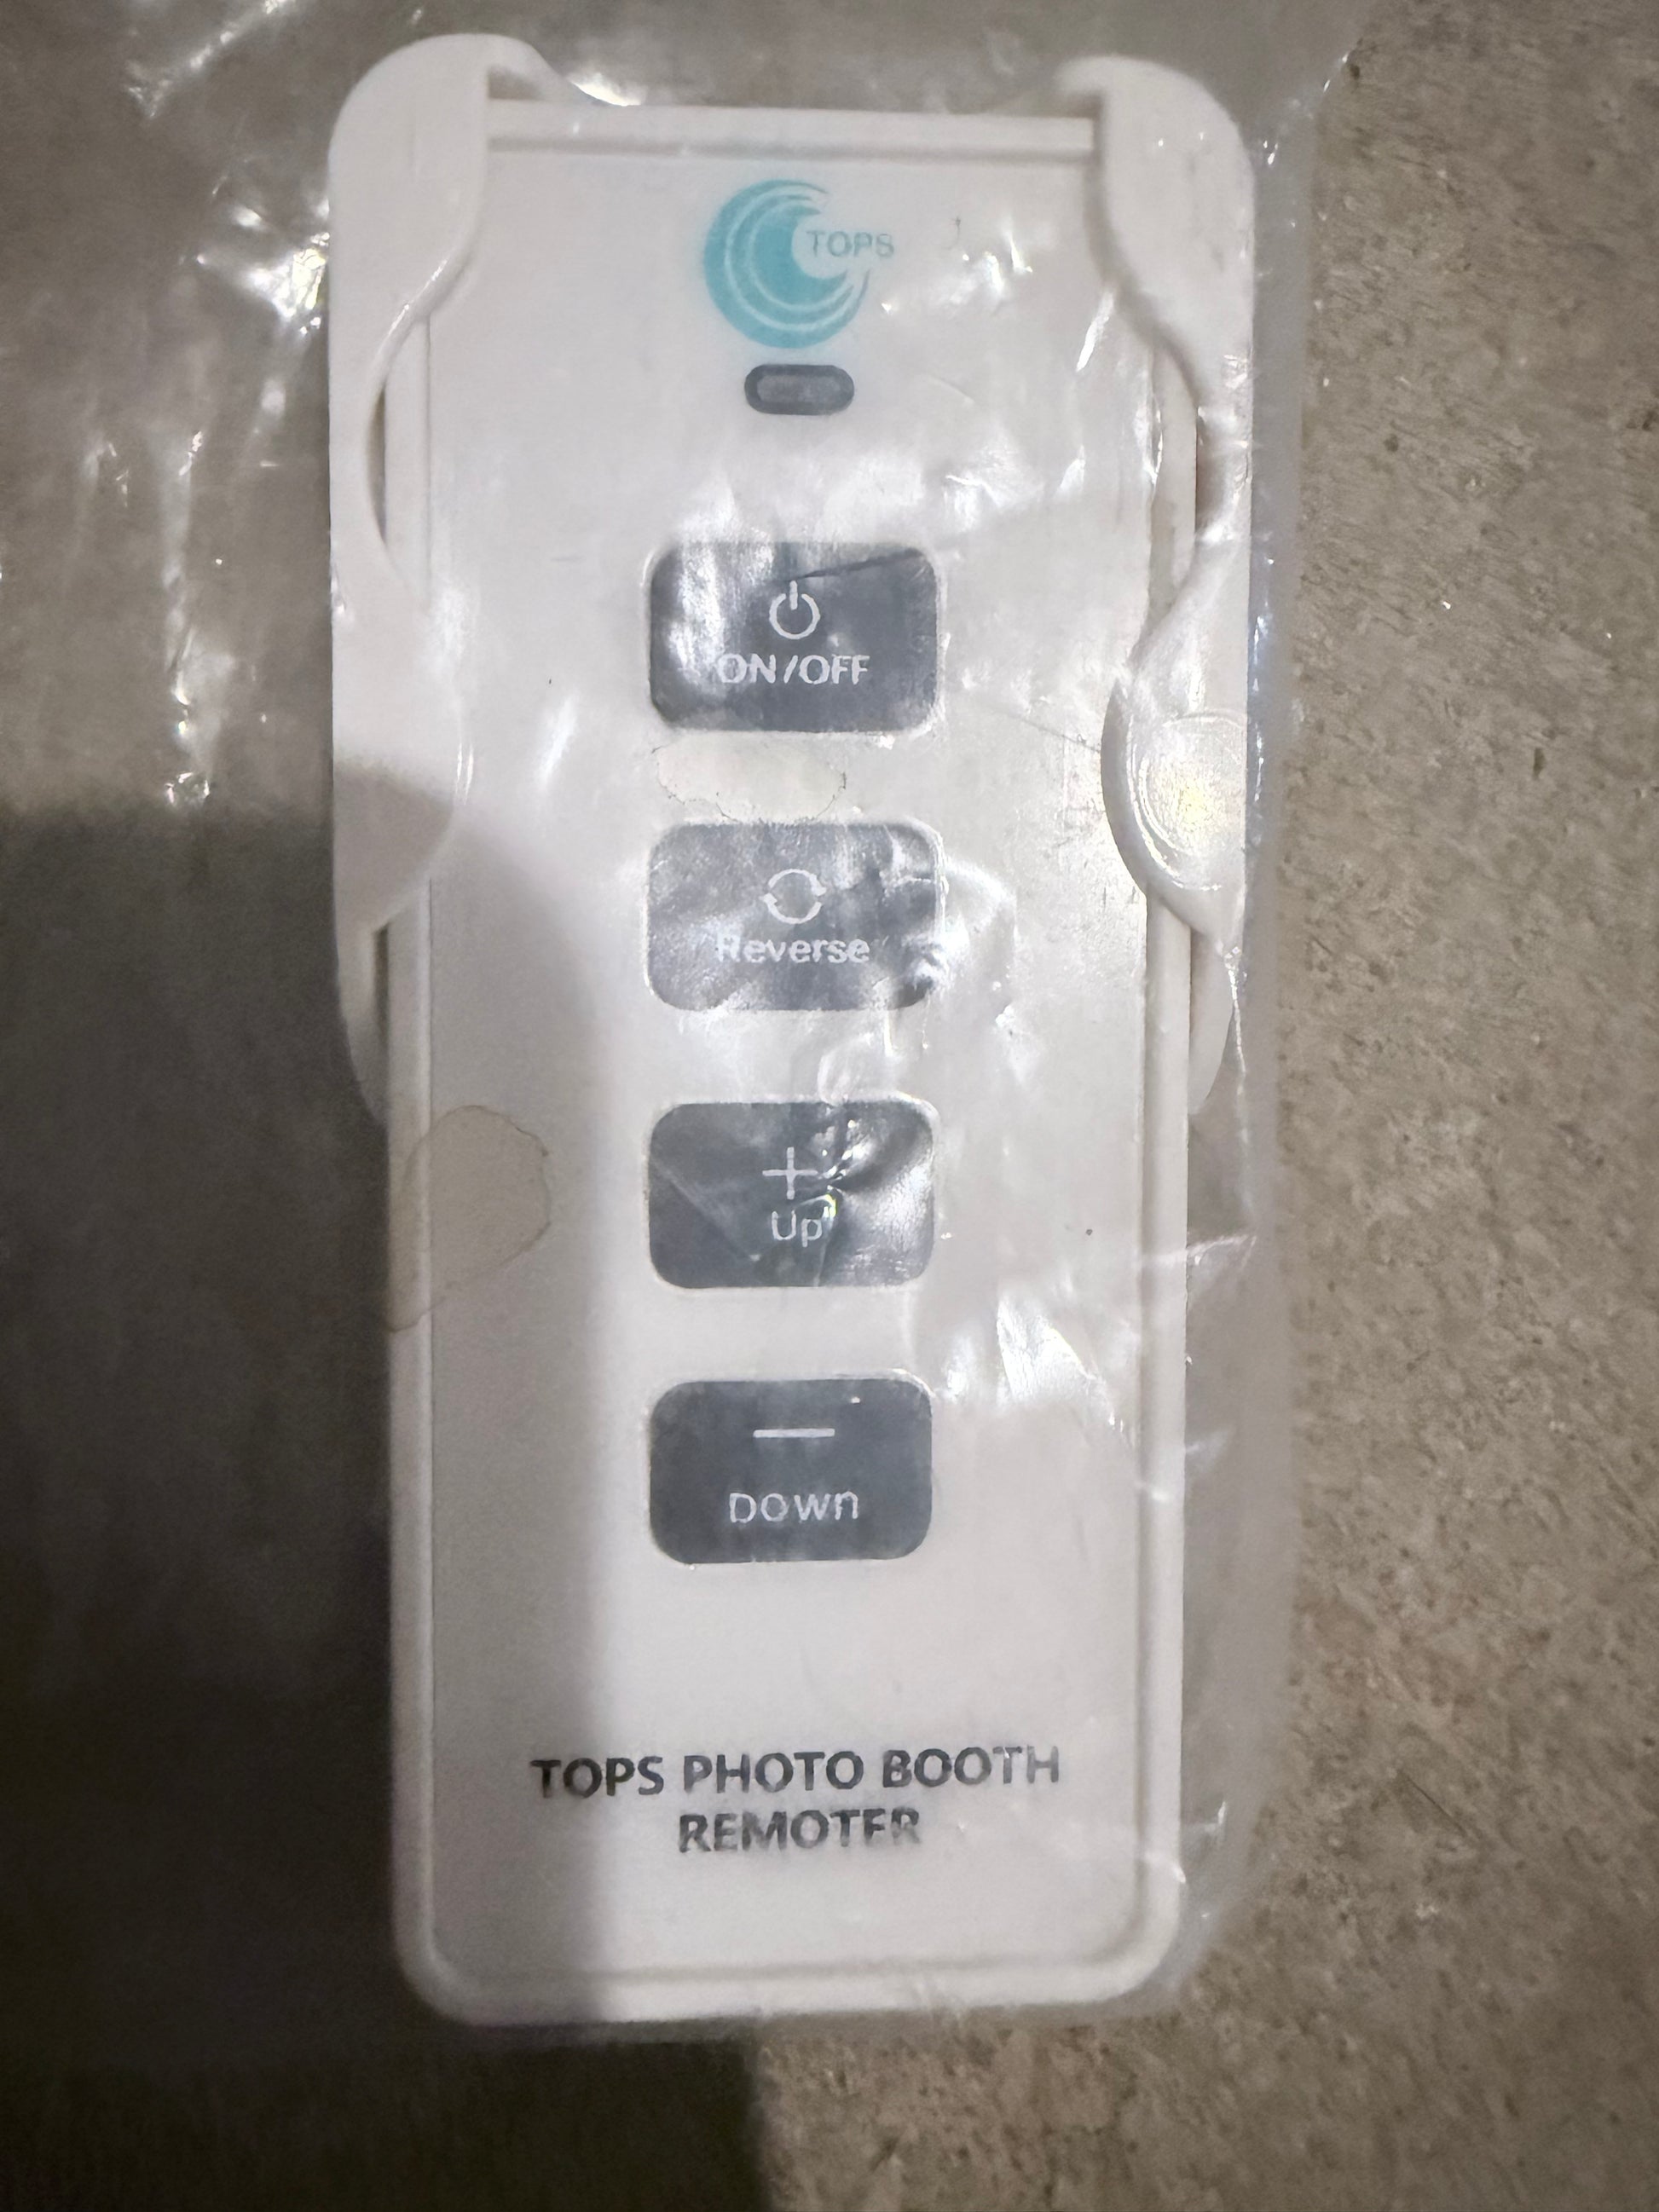 TOPS
ON/OFF
Reverse
+
Up
—
Down
TOPS PHOTO BOOTH
REMOTER